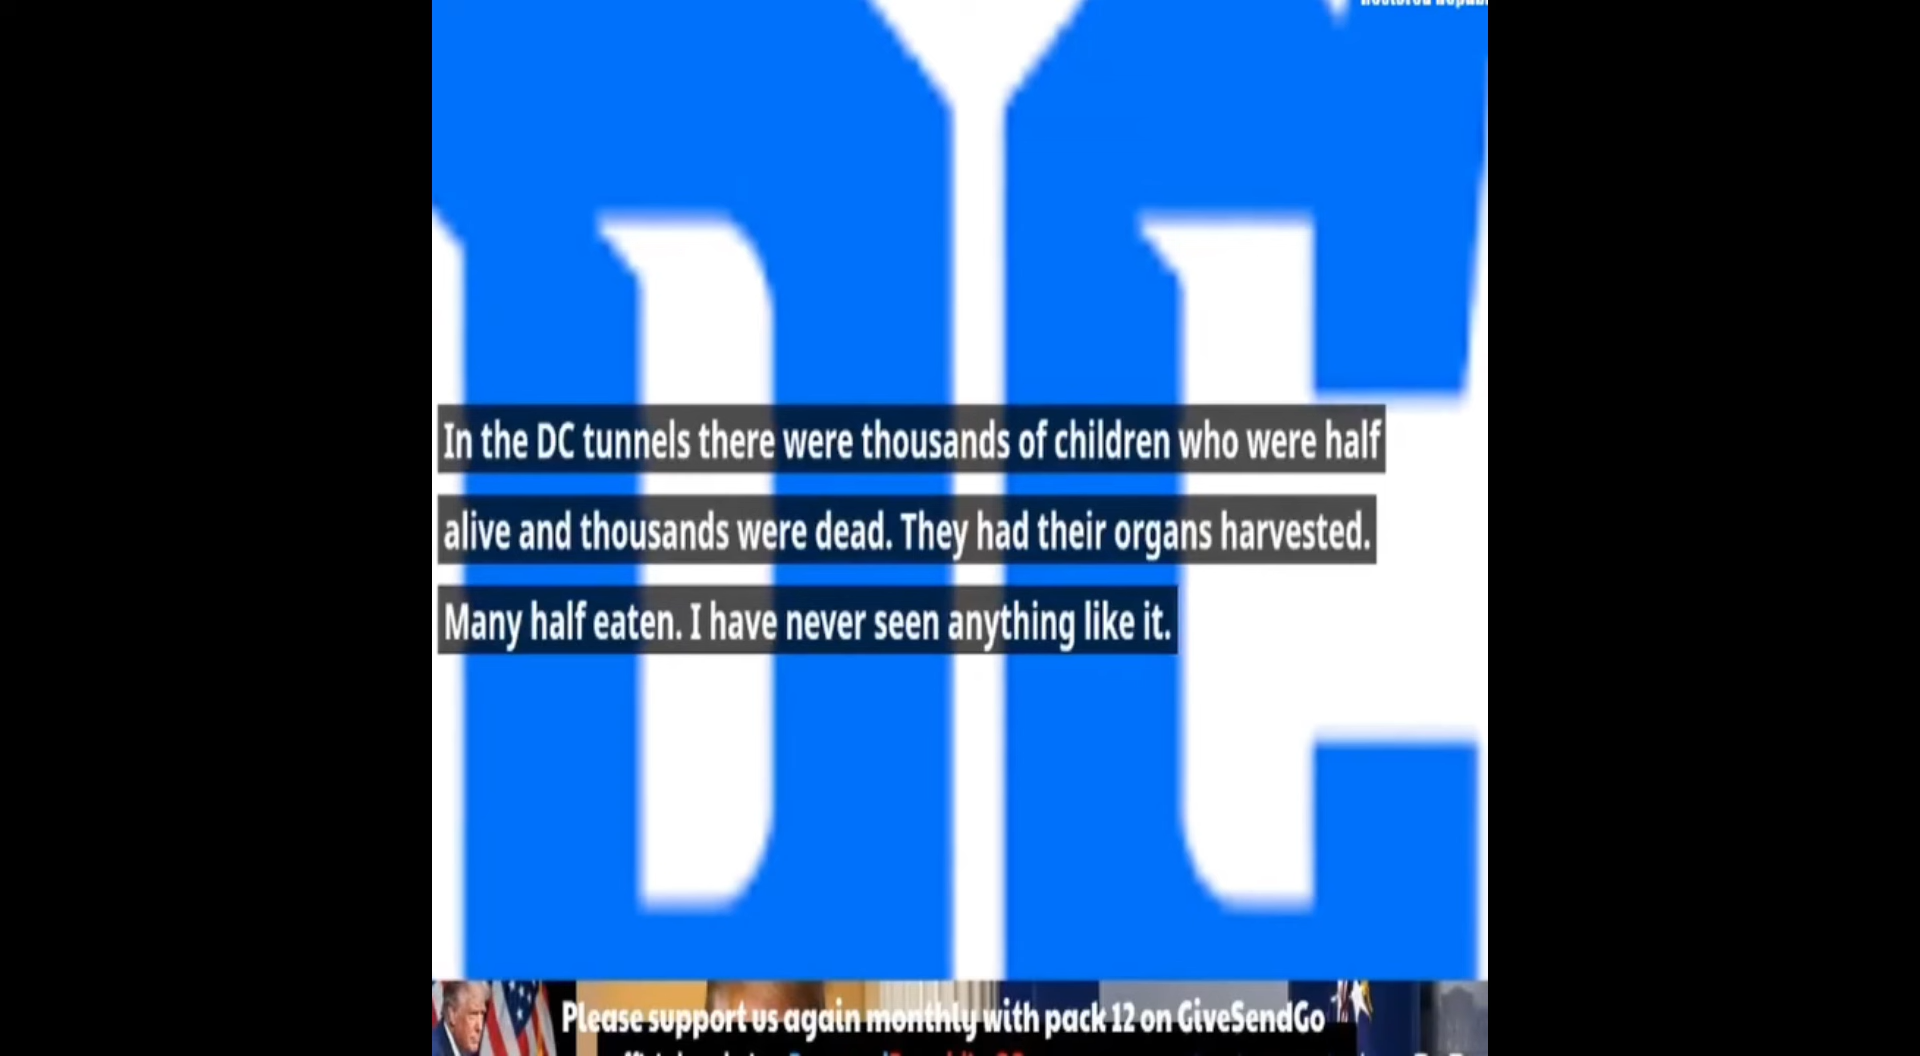 DC
In the DC tunnels there were thousands of children who were half
alive and thousands were dead. They had their organs harvested.
Many half eaten. I have never seen anything like it.
Please support us again monthly with pack 12 on GiveSendGo